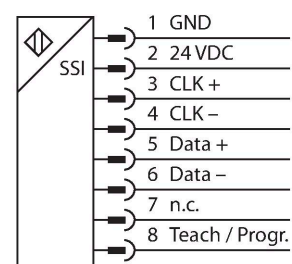 1 GND
2 24 VDC
SSI
3 CLK +
4 CLK –
5 Data +
6 Data –
7 n.c.
8 Teach / Progr.